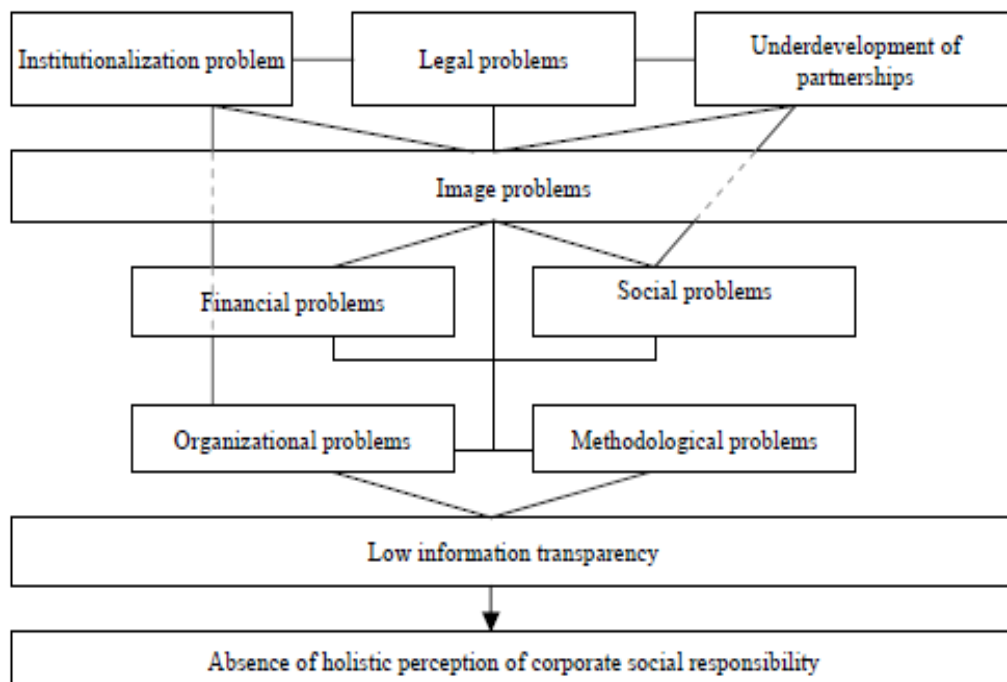 Institutionalization problem
Legal problems
Underdevelopment of
partnerships
Image problems
Financial problems
Social problems
Organizational problems
Methodological problems
Low information transparency
Absence of holistic perception of corporate social responsibility